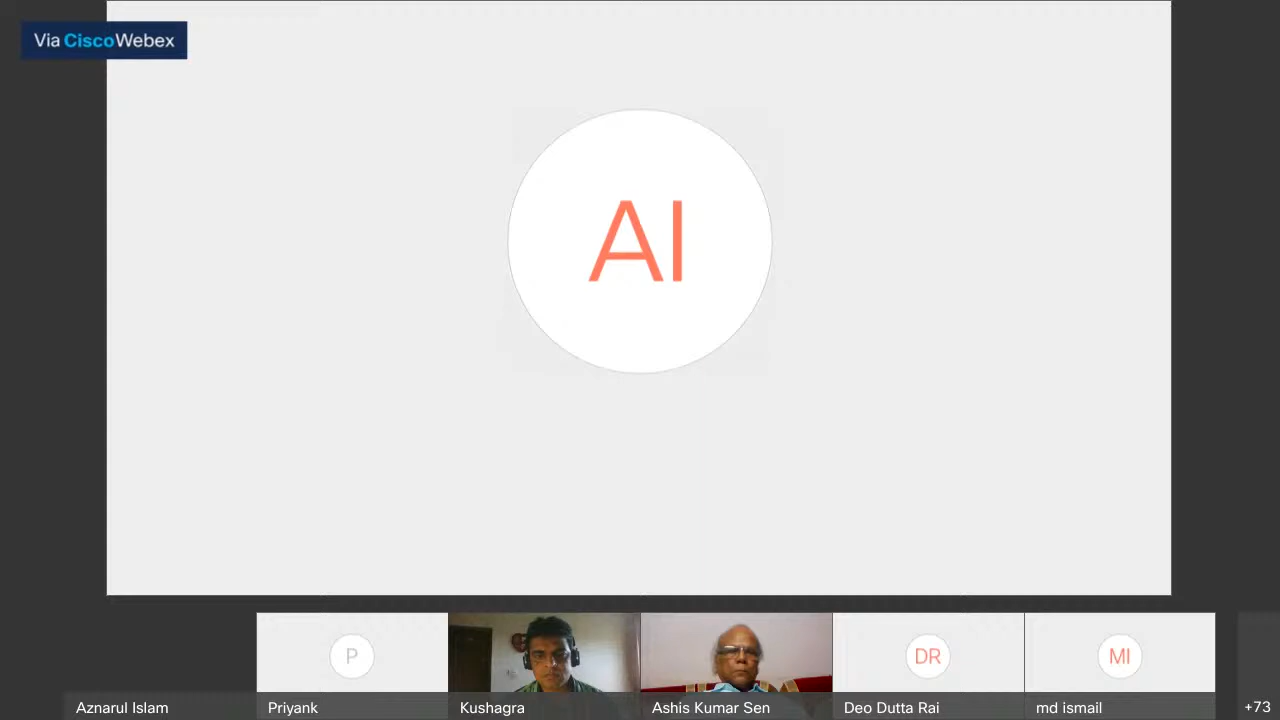 Via CiscoWebex
AI
P
DR
MI
Aznarul Islam
Priyank
Kushagra
Ashis Kumar Sen
Deo Dutta Rai
md ismail
+73